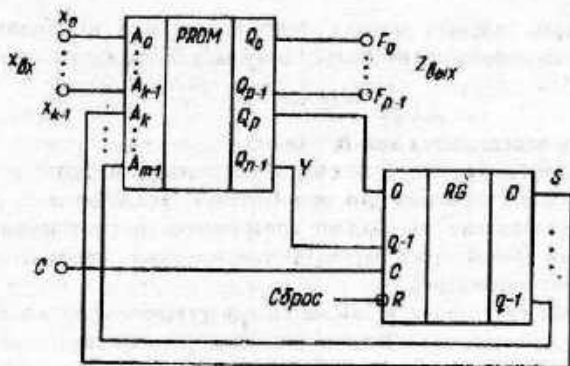 X₀
Xвх
Xk-1
A₀ PROM Q₀
Ak-1 Qp-1
Ak Qp
Am-1 Qn-1
F₀
Zвых
Fp-1
Y
S
0 RG 0
Q-1
C
R
q-1
C
Сброс